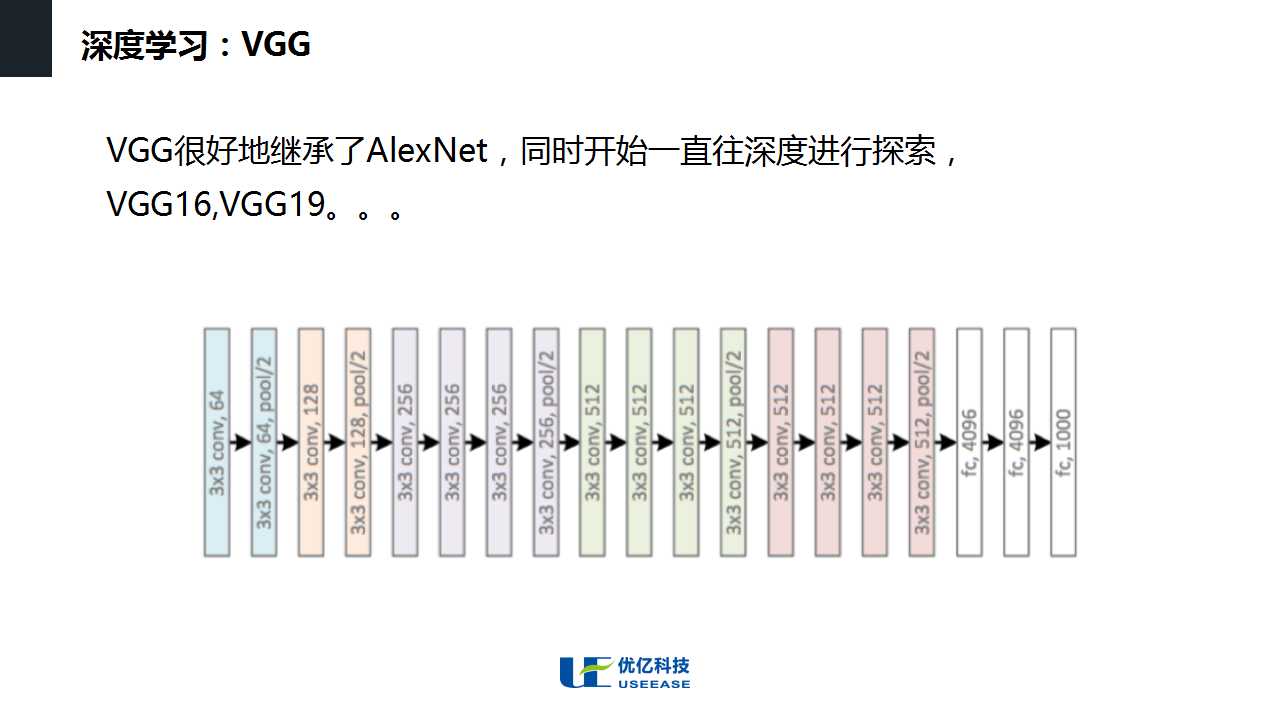 深度学习：VGG
VGG很好地继承了AlexNet，同时开始一直往深度进行探索，
VGG16,VGG19。。。
3x3 conv, 64
3x3 conv, 64, pool/2
3x3 conv, 128
3x3 conv, 128, pool/2
3x3 conv, 256
3x3 conv, 256
3x3 conv, 256
3x3 conv, 256, pool/2
3x3 conv, 512
3x3 conv, 512
3x3 conv, 512
3x3 conv, 512, pool/2
3x3 conv, 512
3x3 conv, 512
3x3 conv, 512
3x3 conv, 512, pool/2
fc, 4096
fc, 4096
fc, 1000
UE
优亿科技
USEEASE